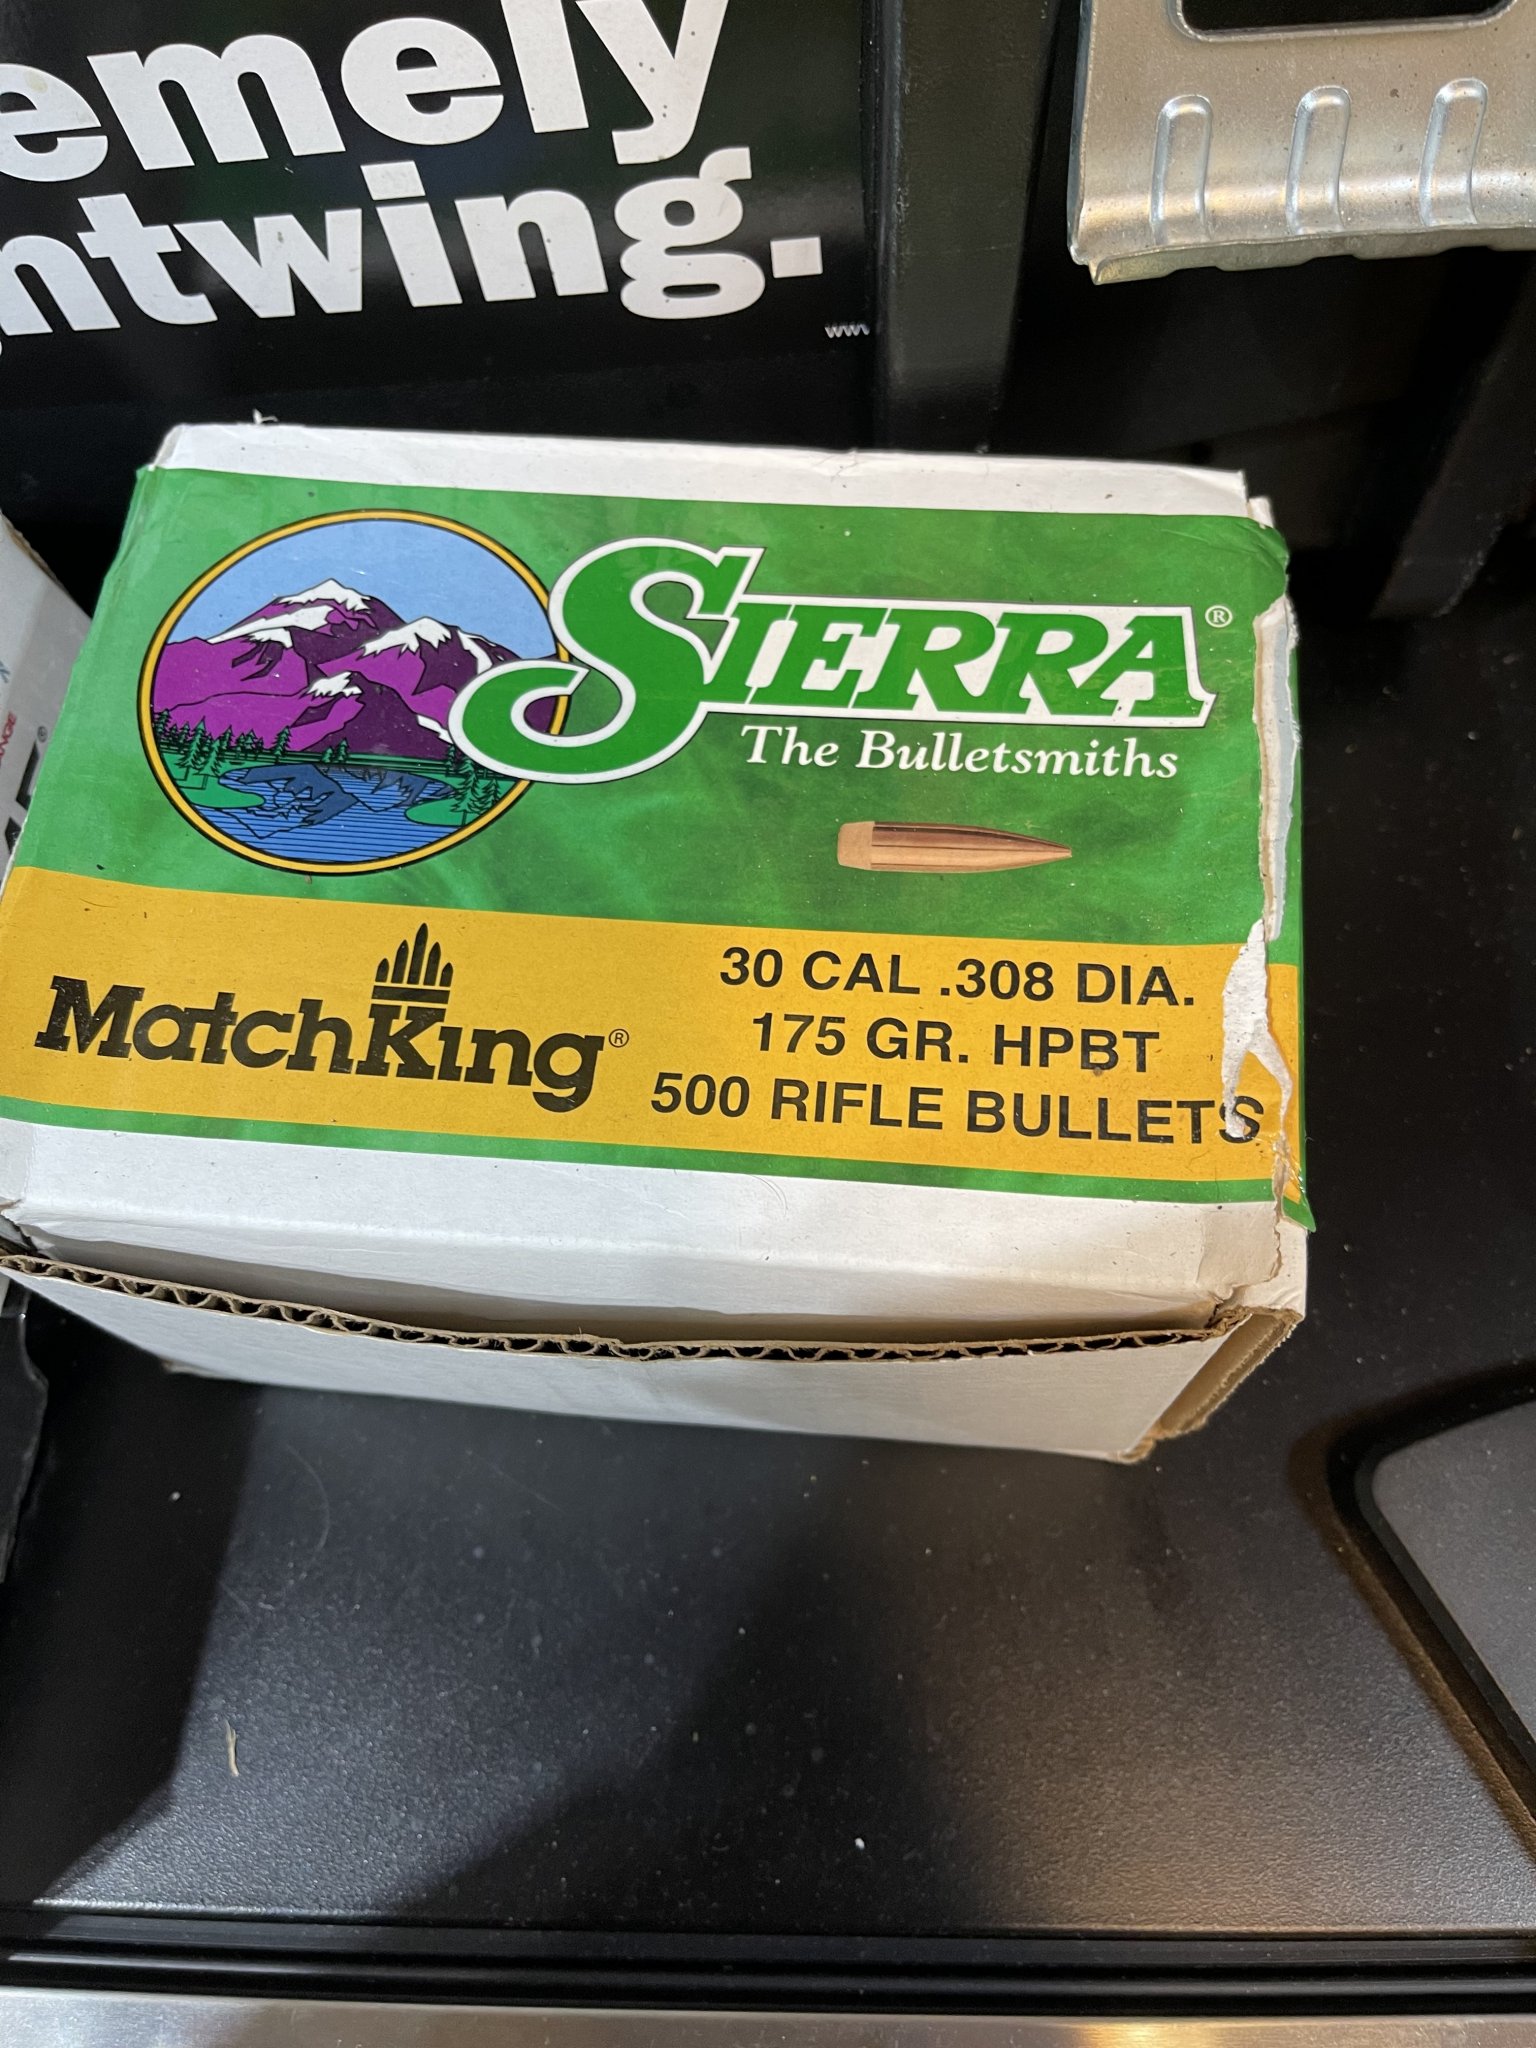 emely
ntwing.
SIERRA®
The Bulletsmiths
MatchKing®
30 CAL .308 DIA.
175 GR. HPBT
500 RIFLE BULLETS